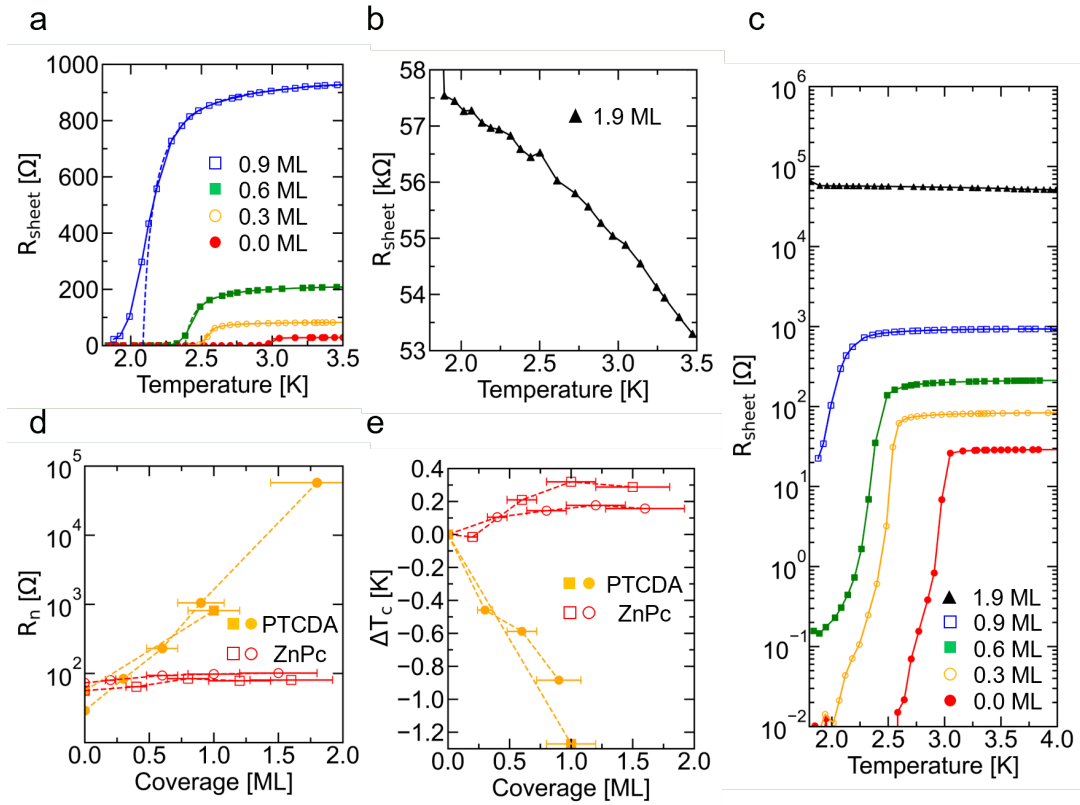 a
b
c
1000
800
600
400
200
0
R_sheet [Ω]
0.9 ML
0.6 ML
0.3 ML
0.0 ML
2.0
2.5
3.0
3.5
Temperature [K]
58
57
56
55
54
53
R_sheet [kΩ]
1.9 ML
2.0
2.5
3.0
3.5
Temperature [K]
10^6
10^5
10^4
10^3
10^2
10^1
10^0
10^-1
10^-2
R_sheet [Ω]
1.9 ML
0.9 ML
0.6 ML
0.3 ML
0.0 ML
2.0
2.5
3.0
3.5
4.0
Temperature [K]
d
e
10^5
10^4
10^3
10^2
10^1
R_n [Ω]
PTCDA
ZnPc
0.0
0.5
1.0
1.5
2.0
Coverage [ML]
0.4
0.2
0.0
−0.2
−0.4
−0.6
−0.8
−1.0
−1.2
ΔT_c [K]
PTCDA
ZnPc
0.0
0.5
1.0
1.5
2.0
Coverage [ML]